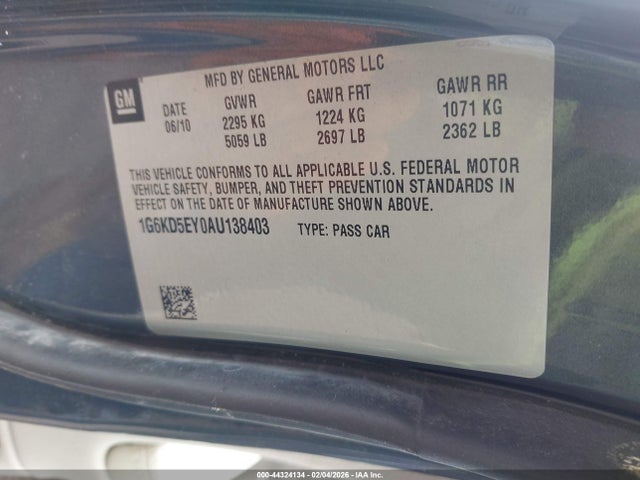 GM
MFD BY GENERAL MOTORS LLC
DATE GVWR GAWR FRT GAWR RR
06/10 2295 KG 1224 KG 1071 KG
5059 LB 2697 LB 2362 LB
THIS VEHICLE CONFORMS TO ALL APPLICABLE U.S. FEDERAL MOTOR
VEHICLE SAFETY, BUMPER, AND THEFT PREVENTION STANDARDS IN
EFFECT ON THE DATE OF MANUFACTURE SHOWN ABOVE.
1G6KD5EY0AU138403 TYPE: PASS CAR
000-44324134 - 02/04/2026 - IAA Inc.